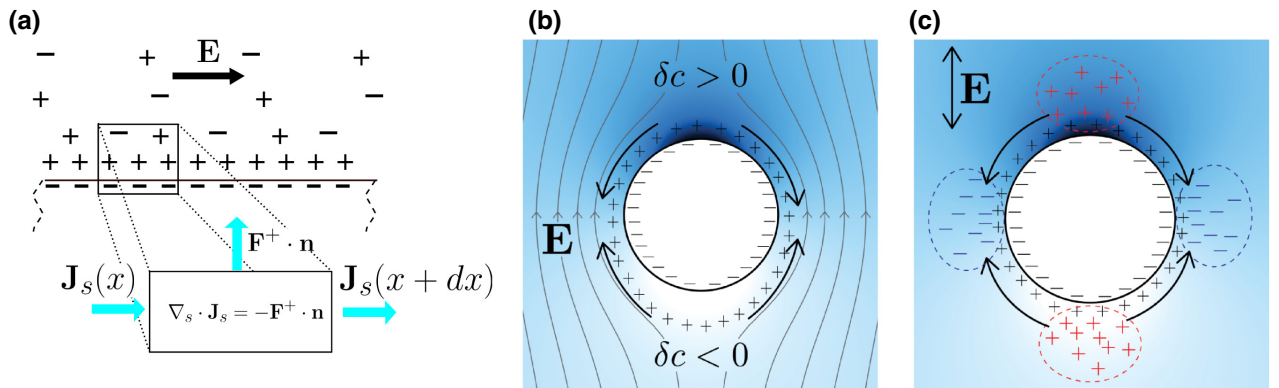 (a)
E
J_s(x)
F⁺ · n
J_s(x + dx)
∇_s · J_s = −F⁺ · n
(b)
δc > 0
E
δc < 0
(c)
E